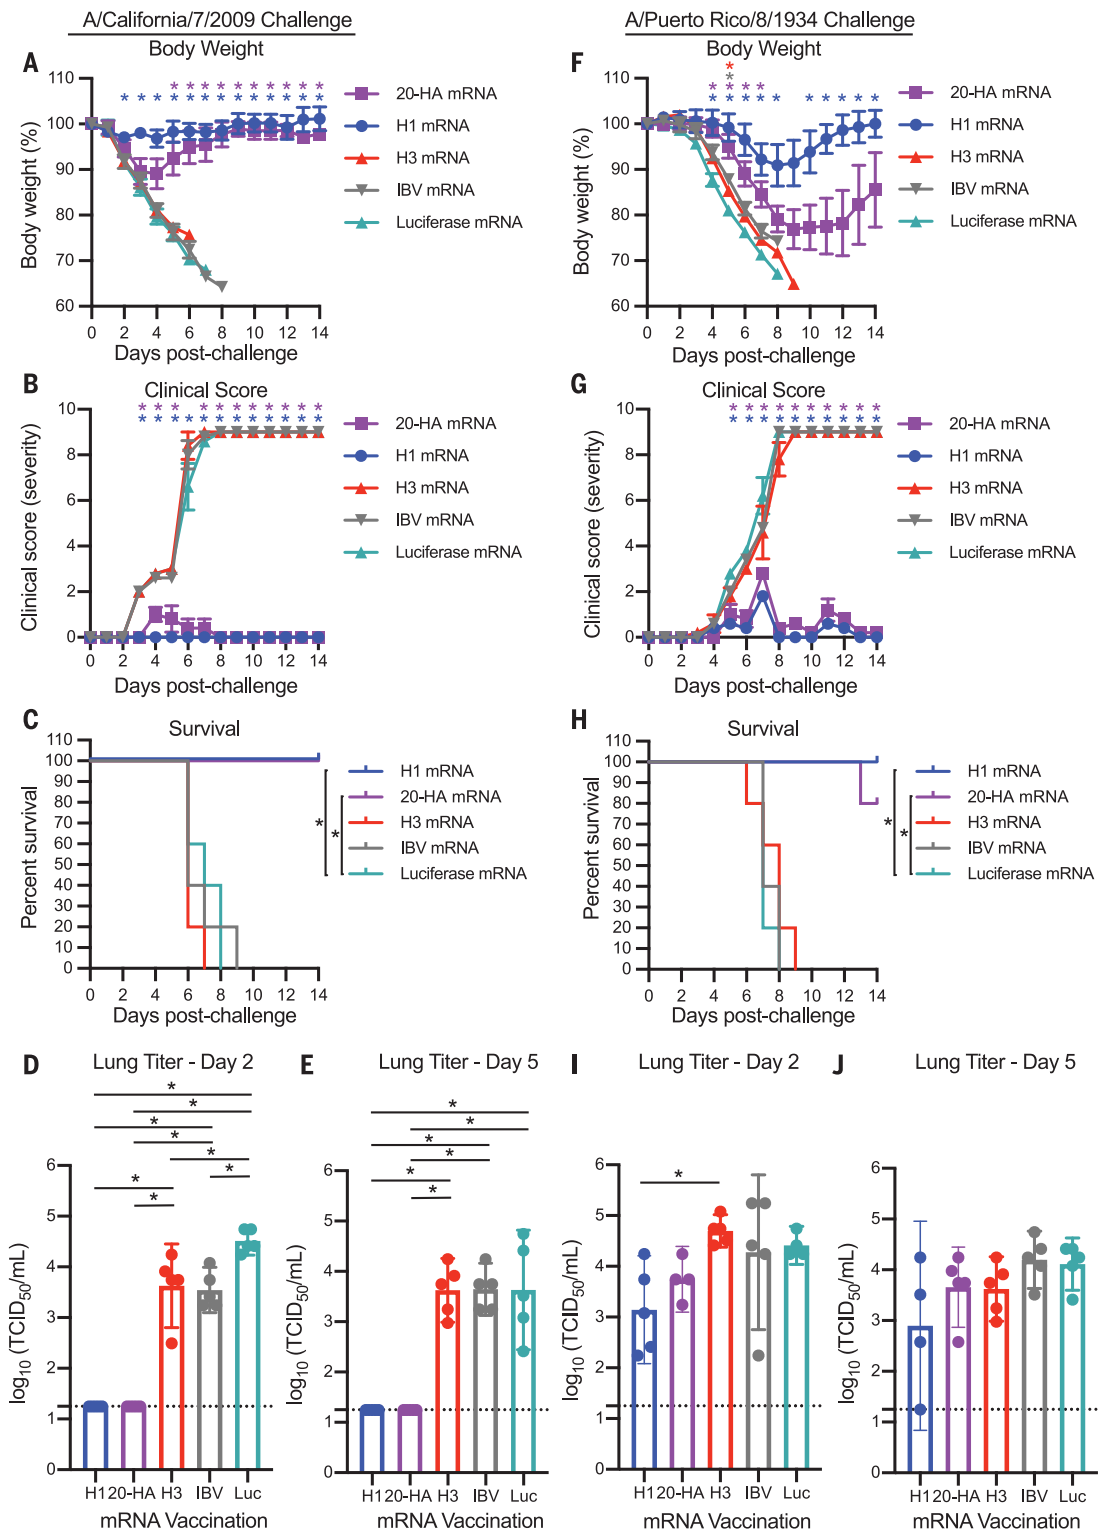 A/California/7/2009 Challenge
A
Body Weight
110
100
90
80
70
60
Body weight (%)
* * * * * * * * * *
* * * * * * * * * * * * *
0 2 4 6 8 10 12 14
Days post-challenge
20-HA mRNA
H1 mRNA
H3 mRNA
IBV mRNA
Luciferase mRNA
A/Puerto Rico/8/1934 Challenge
F
Body Weight
110
100
90
80
70
60
Body weight (%)
*
*
* * * *
* * * * * * * * * *
0 2 4 6 8 10 12 14
Days post-challenge
20-HA mRNA
H1 mRNA
H3 mRNA
IBV mRNA
Luciferase mRNA
B
Clinical Score
10
8
6
4
2
0
Clinical score (severity)
* * * * * * * * * * *
* * * * * * * * * * * *
0 2 4 6 8 10 12 14
Days post-challenge
20-HA mRNA
H1 mRNA
H3 mRNA
IBV mRNA
Luciferase mRNA
G
Clinical Score
10
8
6
4
2
0
Clinical score (severity)
* * * * * * * * * *
* * * * * * * * * *
0 2 4 6 8 10 12 14
Days post-challenge
20-HA mRNA
H1 mRNA
H3 mRNA
IBV mRNA
Luciferase mRNA
C
Survival
110
100
90
80
70
60
50
40
30
20
10
0
Percent survival
0 2 4 6 8 10 12 14
Days post-challenge
H1 mRNA
20-HA mRNA
H3 mRNA
IBV mRNA
Luciferase mRNA
* *
H
Survival
110
100
90
80
70
60
50
40
30
20
10
0
Percent survival
0 2 4 6 8 10 12 14
Days post-challenge
H1 mRNA
20-HA mRNA
H3 mRNA
IBV mRNA
Luciferase mRNA
* *
D
Lung Titer - Day 2
*
*
*
*
*
*
*
*
6
5
4
3
2
1
0
log10 (TCID50/mL)
H1 20-HA H3 IBV Luc
mRNA Vaccination
E
Lung Titer - Day 5
*
*
*
*
*
*
6
5
4
3
2
1
0
log10 (TCID50/mL)
H1 20-HA H3 IBV Luc
mRNA Vaccination
I
Lung Titer - Day 2
*
6
5
4
3
2
1
0
log10 (TCID50/mL)
H1 20-HA H3 IBV Luc
mRNA Vaccination
J
Lung Titer - Day 5
6
5
4
3
2
1
0
log10 (TCID50/mL)
H1 20-HA H3 IBV Luc
mRNA Vaccination